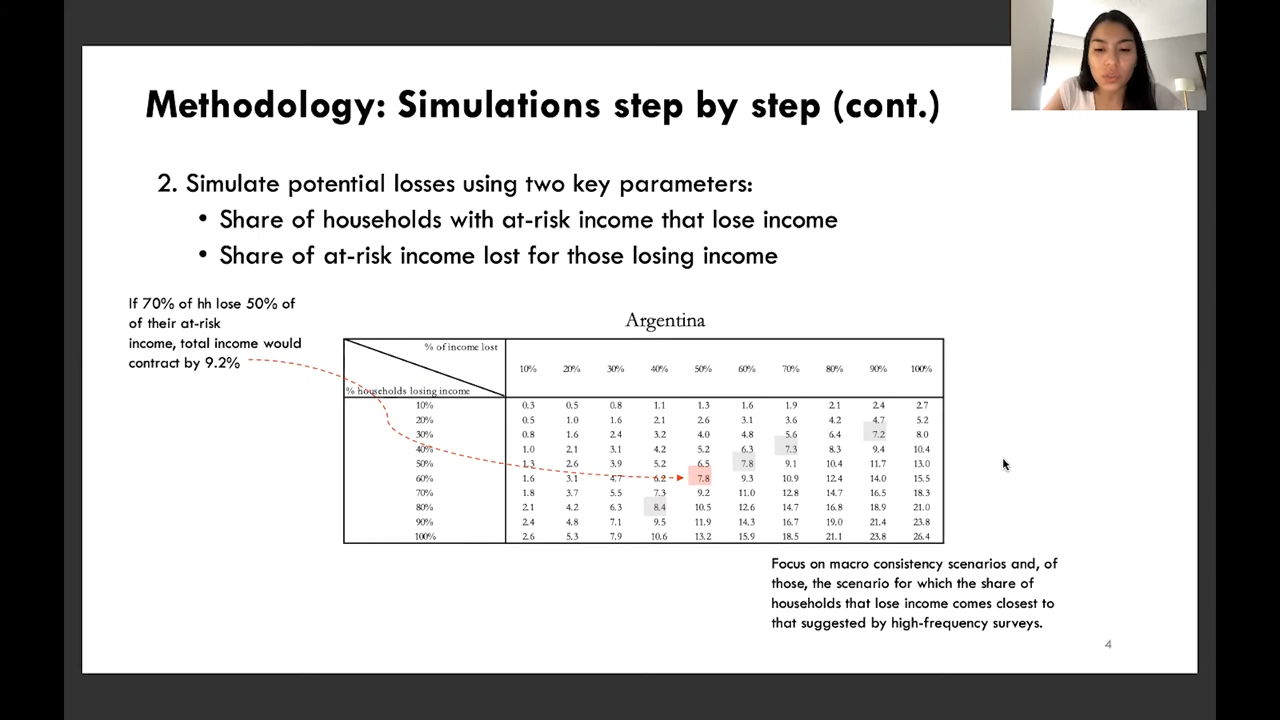 Methodology: Simulations step by step (cont.)
2. Simulate potential losses using two key parameters:
• Share of households with at-risk income that lose income
• Share of at-risk income lost for those losing income
If 70% of hh lose 50% of
of their at-risk
income, total income would
contract by 9.2%
Argentina
% of income lost
% households losing income
10% 20% 30% 40% 50% 60% 70% 80% 90% 100%
10% 0.3 0.5 0.8 1.1 1.3 1.6 1.9 2.1 2.4 2.7
20% 0.5 1.0 1.6 2.1 2.6 3.1 3.6 4.2 4.7 5.2
30% 0.8 1.6 2.4 3.2 4.0 4.8 5.6 6.4 7.2 8.0
40% 1.0 2.1 3.1 4.2 5.2 6.3 7.3 8.3 9.4 10.4
50% 1.3 2.6 3.9 5.2 6.5 7.8 9.1 10.4 11.7 13.0
60% 1.6 3.1 4.7 6.2 7.8 9.3 10.9 12.4 14.0 15.5
70% 1.8 3.7 5.5 7.3 9.2 11.0 12.8 14.7 16.5 18.3
80% 2.1 4.2 6.3 8.4 10.5 12.6 14.7 16.8 18.9 21.0
90% 2.4 4.8 7.1 9.5 11.9 14.3 16.7 19.0 21.4 23.8
100% 2.6 5.3 7.9 10.6 13.2 15.9 18.5 21.1 23.8 26.4
Focus on macro consistency scenarios and, of
those, the scenario for which the share of
households that lose income comes closest to
that suggested by high-frequency surveys.
4